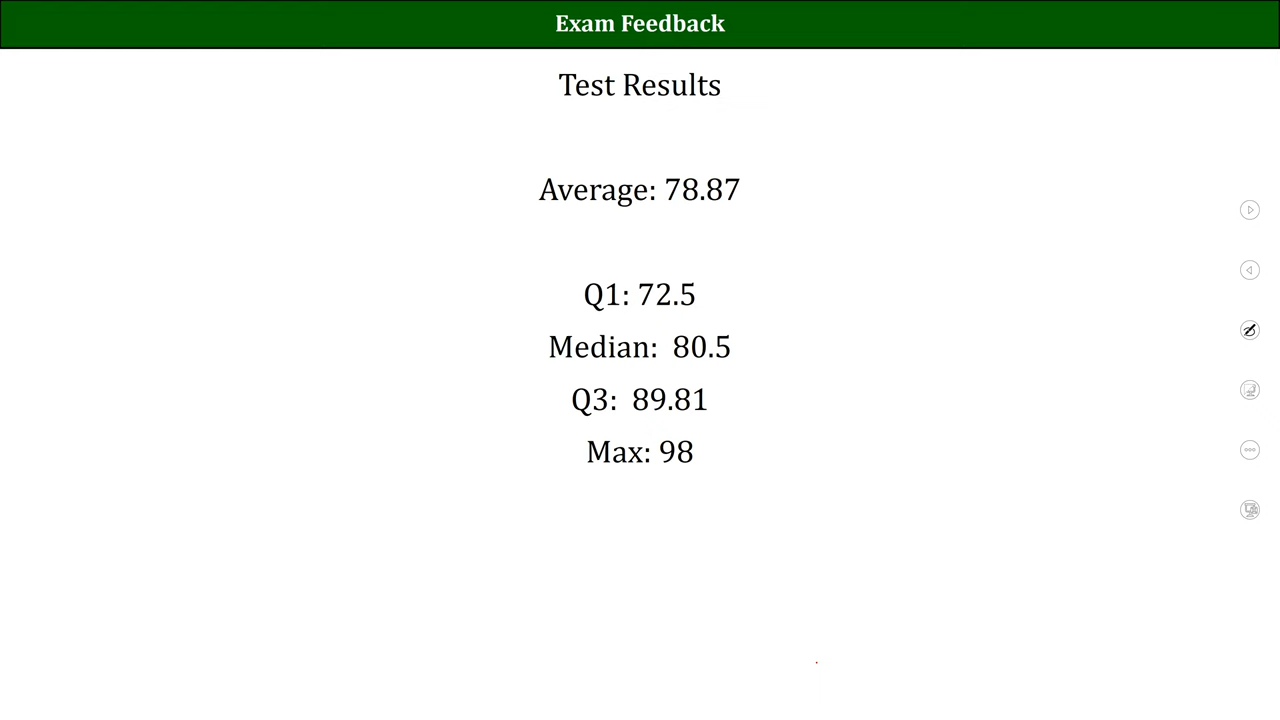 Exam Feedback
Test Results
Average: 78.87
Q1: 72.5
Median:  80.5
Q3:  89.81
Max: 98